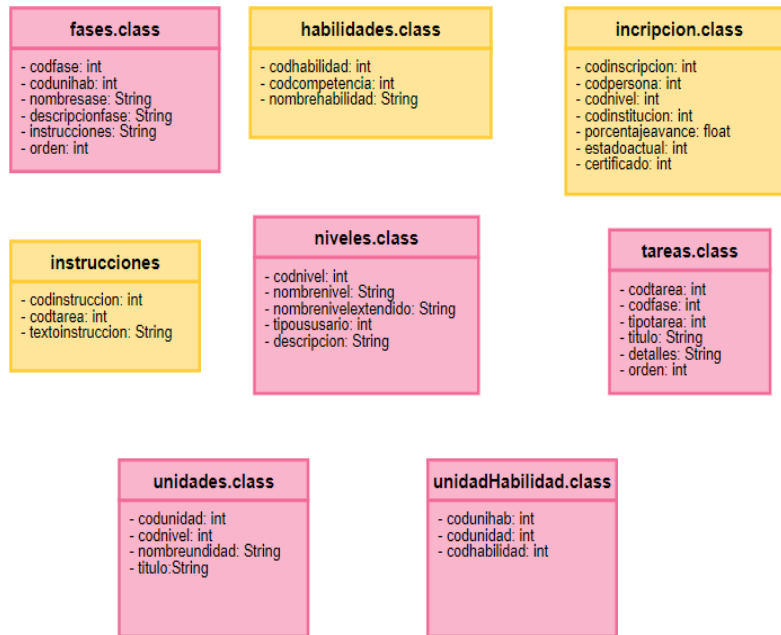 fases.class
- codfase: int
- codunihab: int
- nombresase: String
- descripcionfase: String
- instrucciones: String
- orden: int
habilidades.class
- codhabilidad: int
- codcompetencia: int
- nombrehabilidad: String
incripcion.class
- codinscripcion: int
- codpersona: int
- codnivel: int
- codinstitucion: int
- porcentajeavance: float
- estadoactual: int
- certificado: int
instrucciones
- codinstruccion: int
- codtarea: int
- textoinstruccion: String
niveles.class
- codnivel: int
- nombrenivel: String
- nombrenivelextendido: String
- tipoususario: int
- descripcion: String
tareas.class
- codtarea: int
- codfase: int
- tipotarea: int
- titulo: String
- detalles: String
- orden: int
unidades.class
- codunidad: int
- codnivel: int
- nombreundidad: String
- titulo:String
unidadHabilidad.class
- codunihab: int
- codunidad: int
- codhabilidad: int